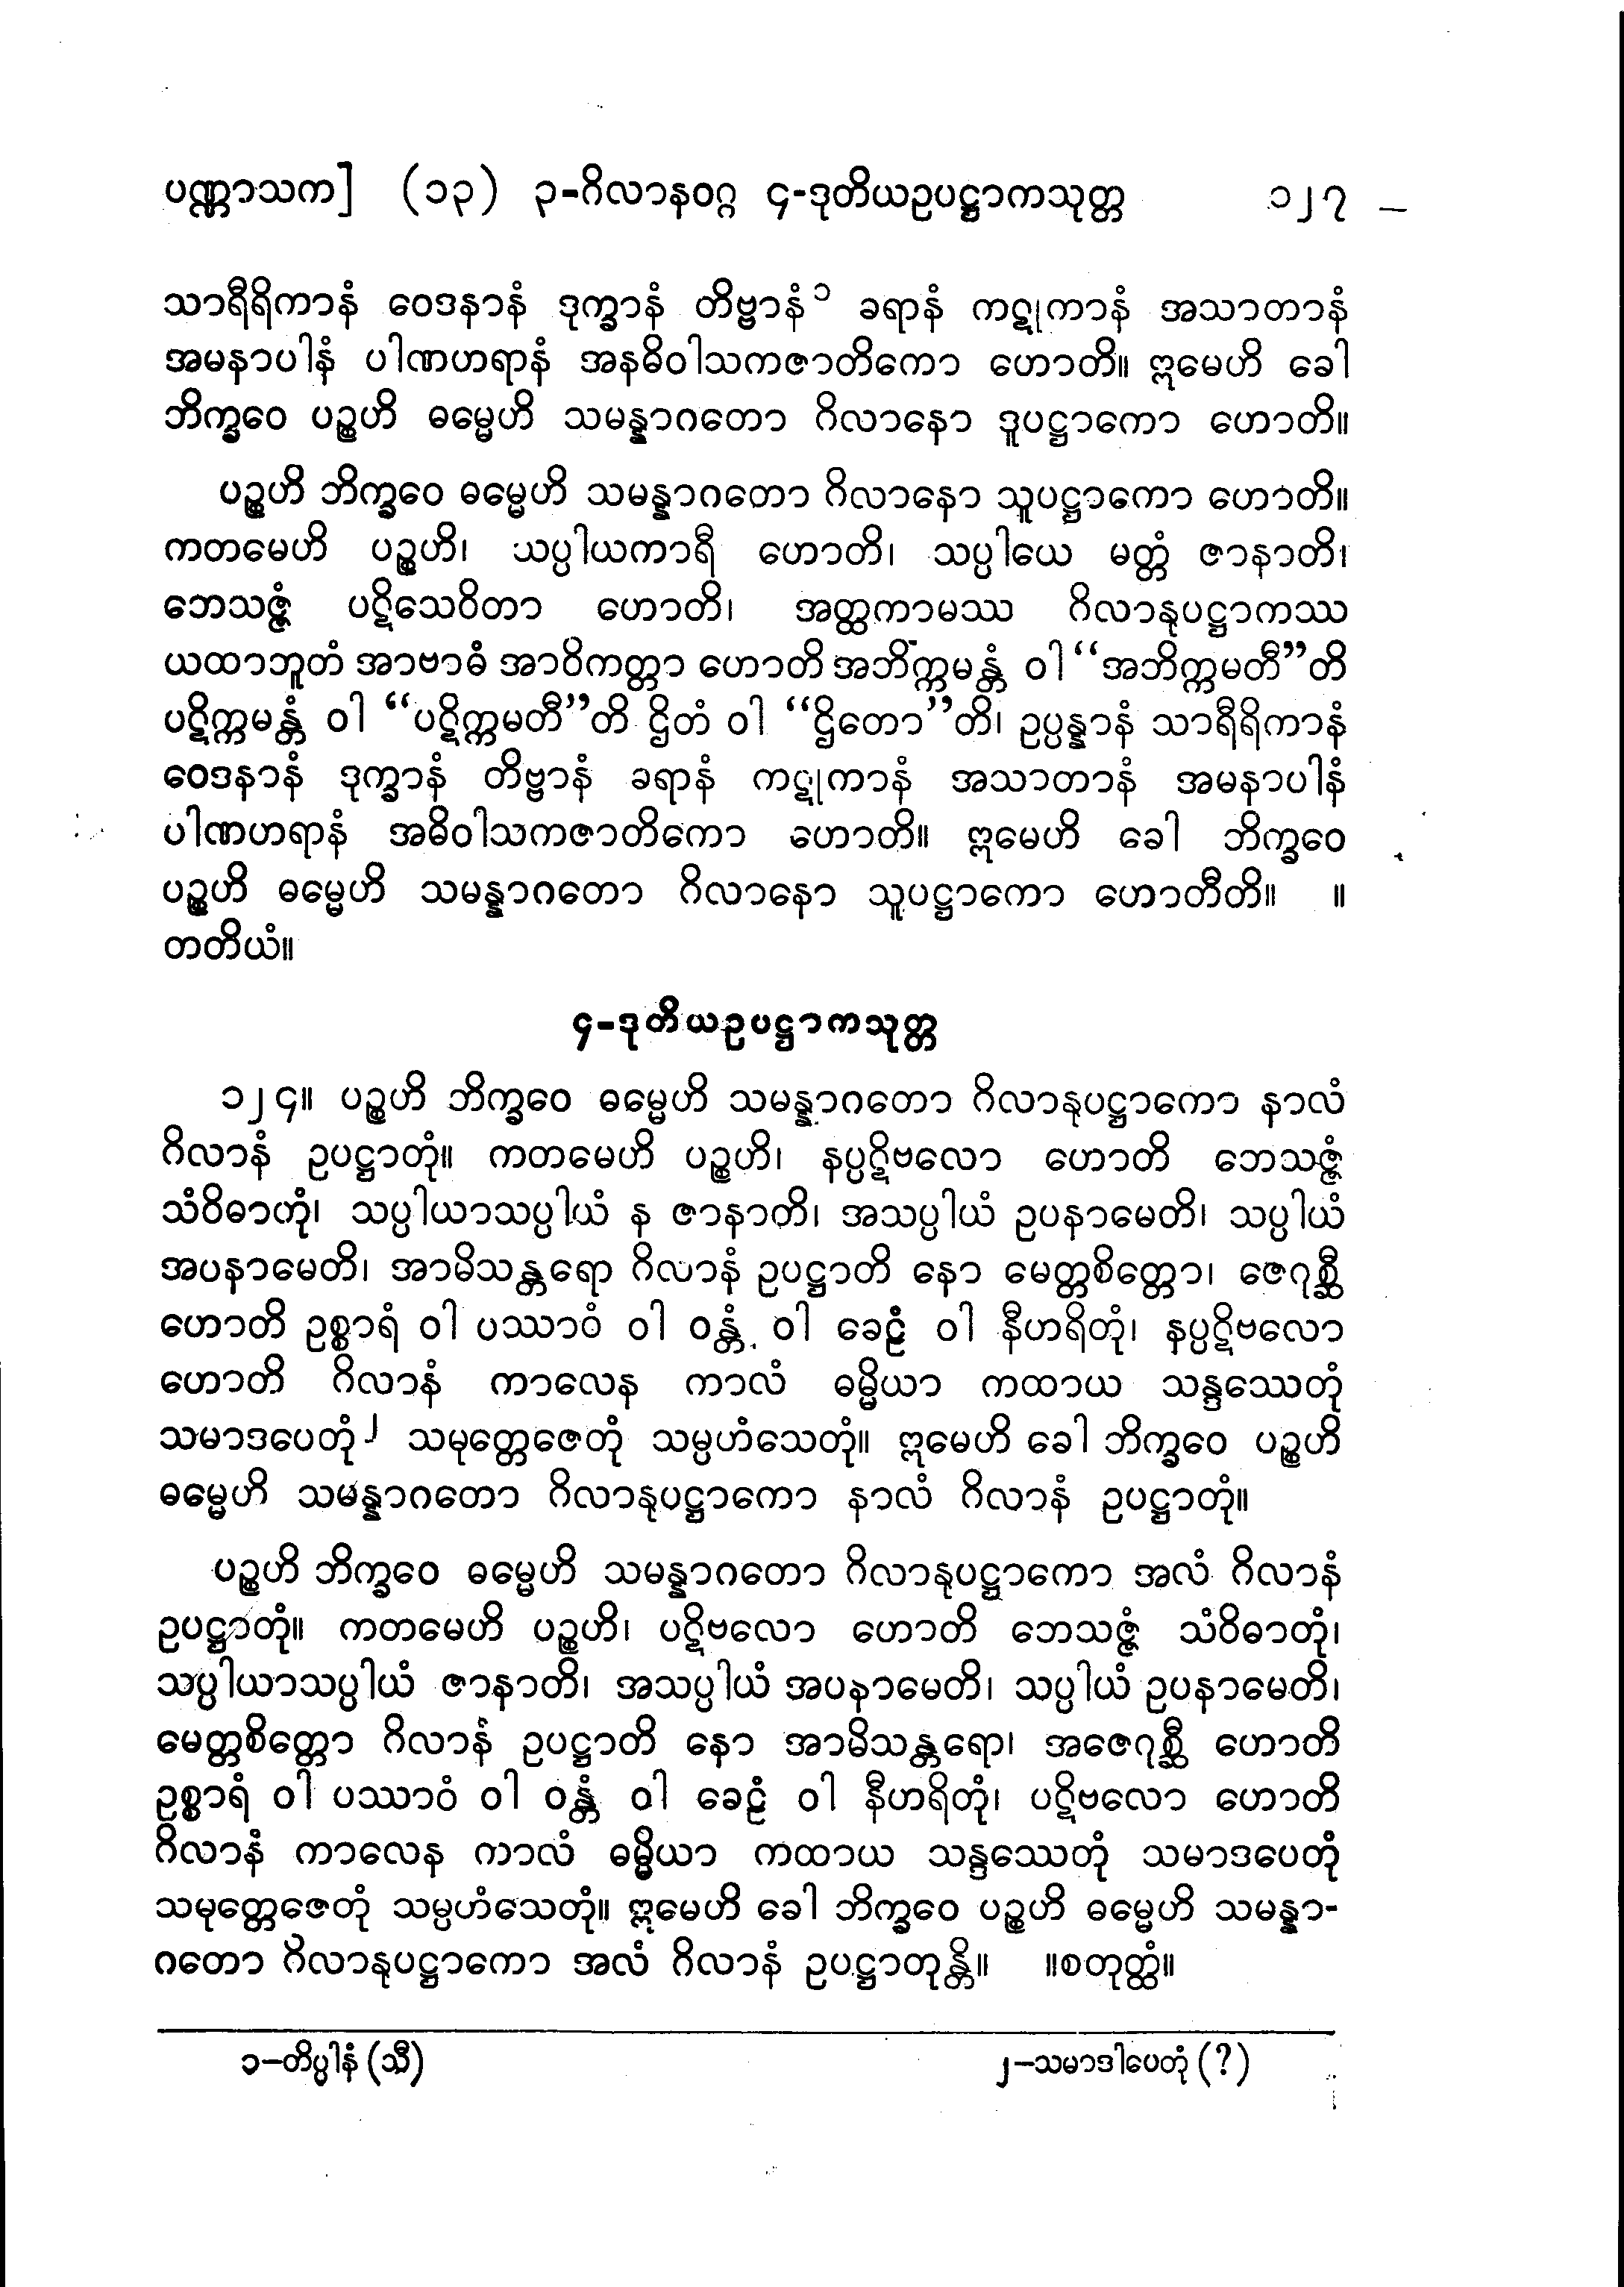 ပဏ္ဏာသက] (၁၃) ၃-ဂိလာနဝဂ္ဂ ၄-ဒုတိယဥပဋ္ဌာကသုတ္တ ၁၂၇
သာရီရိကာနံ ဝေဒနာနံ ဒုက္ခာနံ တိဗ္ဗာနံ၁ ခရာနံ ကဋုကာနံ အသာတာနံ
အမနာပါနံ ပါဏဟရာနံ အနဓိဝါသကဇာတိကော ဟောတိ။ ဣမေဟိ ခေါ
ဘိက္ခဝေ ပဉ္စဟိ ဓမ္မေဟိ သမန္နာဂတော ဂိလာနော ဒူပဋ္ဌာကော ဟောတိ။
ပဉ္စဟိ ဘိက္ခဝေ ဓမ္မေဟိ သမန္နာဂတော ဂိလာနော သူပဋ္ဌာကော ဟောတိ။
ကတမေဟိ ပဉ္စဟိ၊ သပ္ပါယကာရီ ဟောတိ၊ သပ္ပါယေ မတ္တံ ဇာနာတိ၊
ဘေသဇ္ဇံ ပဋိသေဝိတာ ဟောတိ၊ အတ္ထကာမဿ ဂိလာနုပဋ္ဌာကဿ
ယထာဘူတံ အာဗာဓံ အာဝိကတ္တာ ဟောတိ အဘိက္ကမန္တံ ဝါ “အဘိက္ကမတီ”တိ
ပဋိက္ကမန္တံ ဝါ “ပဋိက္ကမတီ”တိ ဌိတံ ဝါ “ဌိတော”တိ၊ ဥပ္ပန္နာနံ သာရီရိကာနံ
ဝေဒနာနံ ဒုက္ခာနံ တိဗ္ဗာနံ ခရာနံ ကဋုကာနံ အသာတာနံ အမနာပါနံ
ပါဏဟရာနံ အဓိဝါသကဇာတိကော ဟောတိ။ ဣမေဟိ ခေါ ဘိက္ခဝေ
ပဉ္စဟိ ဓမ္မေဟိ သမန္နာဂတော ဂိလာနော သူပဋ္ဌာကော ဟောတီတိ။ ။
တတိယံ။
၄-ဒုတိယဥပဋ္ဌာကသုတ္တ
၁၂၄။ ပဉ္စဟိ ဘိက္ခဝေ ဓမ္မေဟိ သမန္နာဂတော ဂိလာနုပဋ္ဌာကော နာလံ
ဂိလာနံ ဥပဋ္ဌာတုံ။ ကတမေဟိ ပဉ္စဟိ၊ နပ္ပဋိဗလော ဟောတိ ဘေသဇ္ဇံ
သံဝိဓာတုံ၊ သပ္ပါယာသပ္ပါယံ န ဇာနာတိ၊ အသပ္ပါယံ ဥပနာမေတိ၊ သပ္ပါယံ
အပနာမေတိ၊ အာမိသန္တရော ဂိလာနံ ဥပဋ္ဌာတိ နော မေတ္တစိတ္တော၊ ဇေဂုစ္ဆီ
ဟောတိ ဥစ္စာရံ ဝါ ပဿာဝံ ဝါ ဝန္တံ ဝါ ခေဠံ ဝါ နီဟရိတုံ၊ နပ္ပဋိဗလော
ဟောတိ ဂိလာနံ ကာလေန ကာလံ ဓမ္မိယာ ကထာယ သန္ဒဿေတုံ
သမာဒပေတုံ၂ သမုတ္တေဇေတုံ သမ္ပဟံသေတုံ။ ဣမေဟိ ခေါ ဘိက္ခဝေ ပဉ္စဟိ
ဓမ္မေဟိ သမန္နာဂတော ဂိလာနုပဋ္ဌာကော နာလံ ဂိလာနံ ဥပဋ္ဌာတုံ။
ပဉ္စဟိ ဘိက္ခဝေ ဓမ္မေဟိ သမန္နာဂတော ဂိလာနုပဋ္ဌာကော အလံ ဂိလာနံ
ဥပဋ္ဌာတုံ။ ကတမေဟိ ပဉ္စဟိ၊ ပဋိဗလော ဟောတိ ဘေသဇ္ဇံ သံဝိဓာတုံ၊
သပ္ပါယာသပ္ပါယံ ဇာနာတိ၊ အသပ္ပါယံ အပနာမေတိ၊ သပ္ပါယံ ဥပနာမေတိ၊
မေတ္တစိတ္တော ဂိလာနံ ဥပဋ္ဌာတိ နော အာမိသန္တရော၊ အဇေဂုစ္ဆီ ဟောတိ
ဥစ္စာရံ ဝါ ပဿာဝံ ဝါ ဝန္တံ ဝါ ခေဠံ ဝါ နီဟရိတုံ၊ ပဋိဗလော ဟောတိ
ဂိလာနံ ကာလေန ကာလံ ဓမ္မိယာ ကထာယ သန္ဒဿေတုံ သမာဒပေတုံ
သမုတ္တေဇေတုံ သမ္ပဟံသေတုံ။ ဣမေဟိ ခေါ ဘိက္ခဝေ ပဉ္စဟိ ဓမ္မေဟိ သမန္နာ-
ဂတော ဂိလာနုပဋ္ဌာကော အလံ ဂိလာနံ ဥပဋ္ဌာတုန္တိ။ ။စတုတ္ထံ။
၁–တိပ္ပါနံ (သီ) ၂–သမာဒါပေတုံ (?)